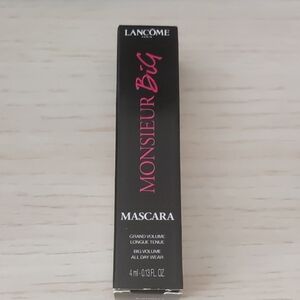 LANCÔME
PARIS
MONSIEUR BiG
MASCARA
GRAND VOLUME
LONGUE TENUE
BIG VOLUME
ALL DAY WEAR
4 ml - 0.13 FL. OZ.